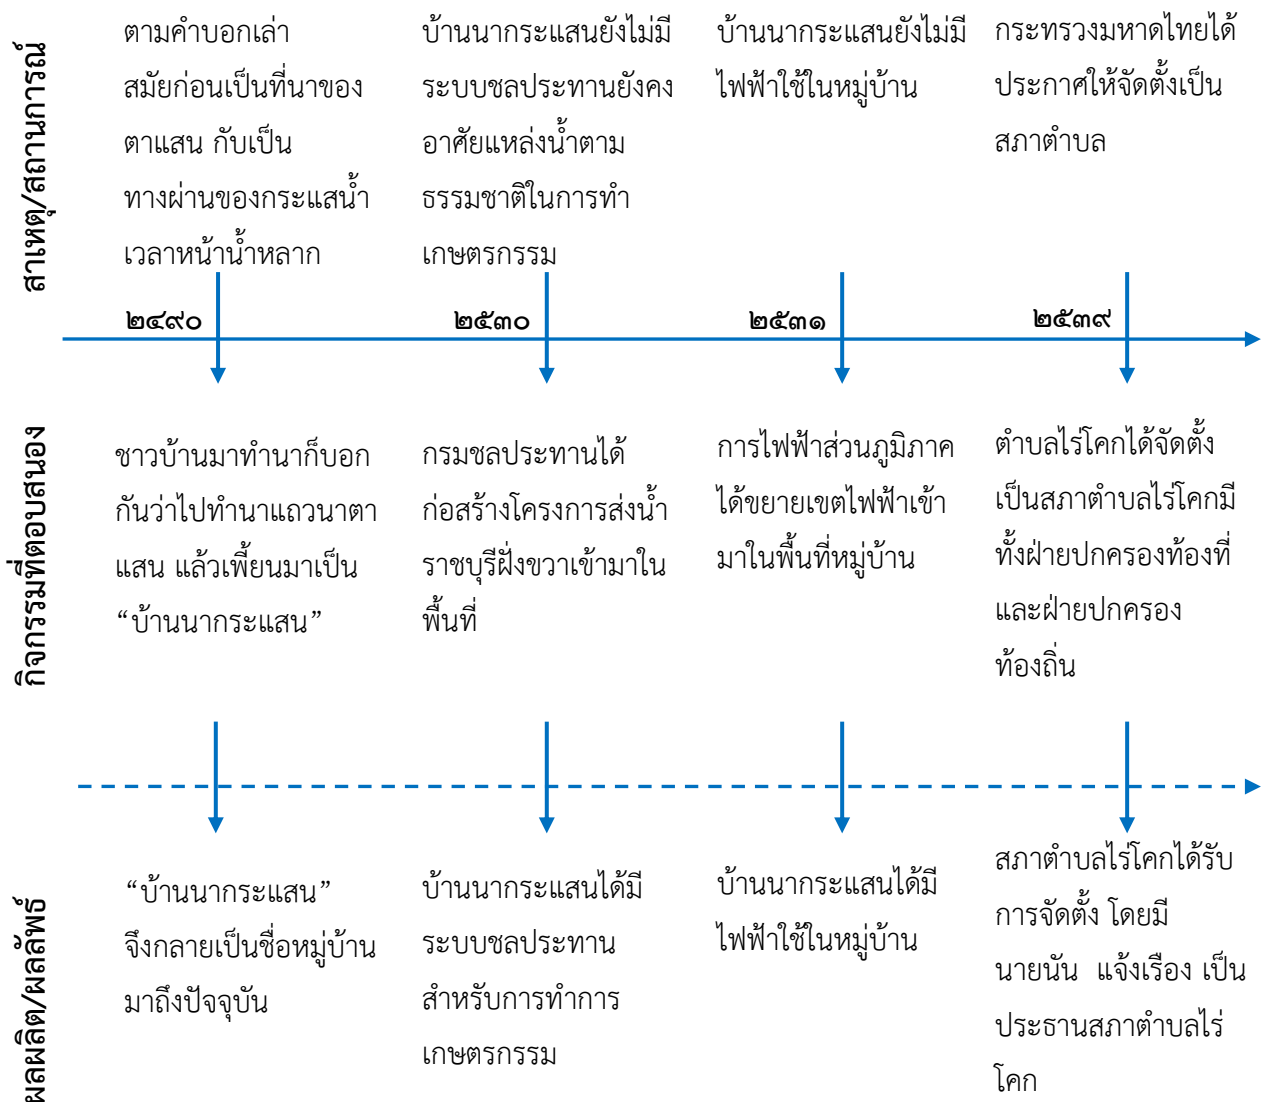 สาเหตุ/สถานการณ์
ตามคำบอกเล่า
สมัยก่อนเป็นที่นาของ
ตาแสน กับเป็น
ทางผ่านของกระแสน้ำ
เวลาหน้าน้ำหลาก
บ้านนากระแสนยังไม่มี
ระบบชลประทานยังคง
อาศัยแหล่งน้ำตาม
ธรรมชาติในการทำ
เกษตรกรรม
บ้านนากระแสนยังไม่มี
ไฟฟ้าใช้ในหมู่บ้าน
กระทรวงมหาดไทยได้
ประกาศให้จัดตั้งเป็น
สภาตำบล
๒๔๙๐
๒๕๓๐
๒๕๓๑
๒๕๓๙
กิจกรรมที่ตอบสนอง
ชาวบ้านมาทำนาก็บอก
กันว่าไปทำนาแถวนาตา
แสน แล้วเพี้ยนมาเป็น
“บ้านนากระแสน”
กรมชลประทานได้
ก่อสร้างโครงการส่งน้ำ
ราชบุรีฝั่งขวาเข้ามาใน
พื้นที่
การไฟฟ้าส่วนภูมิภาค
ได้ขยายเขตไฟฟ้าเข้า
มาในพื้นที่หมู่บ้าน
ตำบลไร่โคกได้จัดตั้ง
เป็นสภาตำบลไร่โคกมี
ทั้งฝ่ายปกครองท้องที่
และฝ่ายปกครอง
ท้องถิ่น
ผลผลิต/ผลลัพธ์
“บ้านนากระแสน”
จึงกลายเป็นชื่อหมู่บ้าน
มาถึงปัจจุบัน
บ้านนากระแสนได้มี
ระบบชลประทาน
สำหรับการทำการ
เกษตรกรรม
บ้านนากระแสนได้มี
ไฟฟ้าใช้ในหมู่บ้าน
สภาตำบลไร่โคกได้รับ
การจัดตั้ง โดยมี
นายนัน  แจ้งเรือง เป็น
ประธานสภาตำบลไร่
โคก